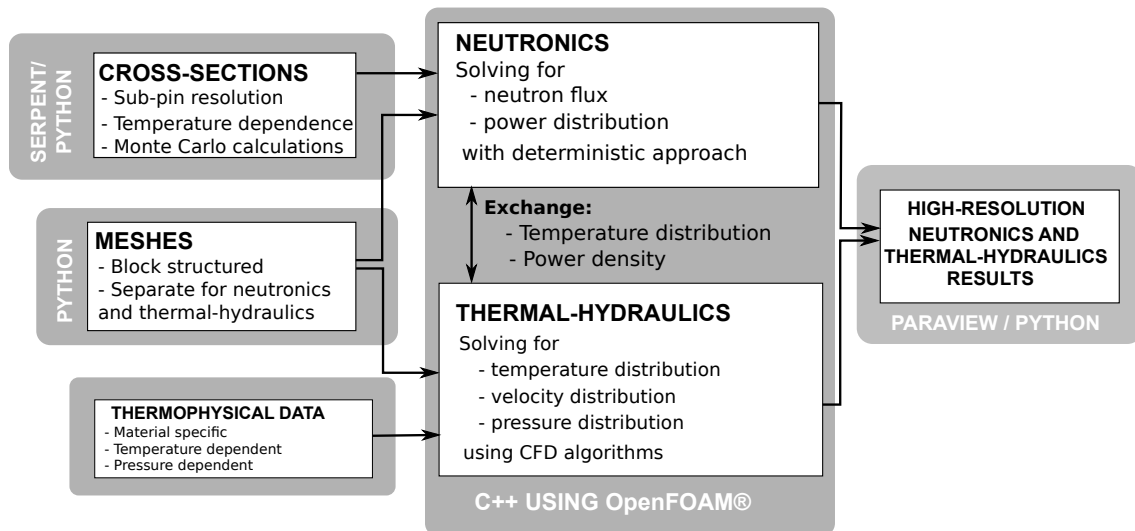 SERPENT/
PYTHON
CROSS-SECTIONS
- Sub-pin resolution
- Temperature dependence
- Monte Carlo calculations
PYTHON
MESHES
- Block structured
- Separate for neutronics
and thermal-hydraulics
THERMOPHYSICAL DATA
- Material specific
- Temperature dependent
- Pressure dependent
NEUTRONICS
Solving for
- neutron flux
- power distribution
with deterministic approach
Exchange:
- Temperature distribution
- Power density
THERMAL-HYDRAULICS
Solving for
- temperature distribution
- velocity distribution
- pressure distribution
using CFD algorithms
C++ USING OpenFOAM®
HIGH-RESOLUTION
NEUTRONICS AND
THERMAL-HYDRAULICS
RESULTS
PARAVIEW / PYTHON